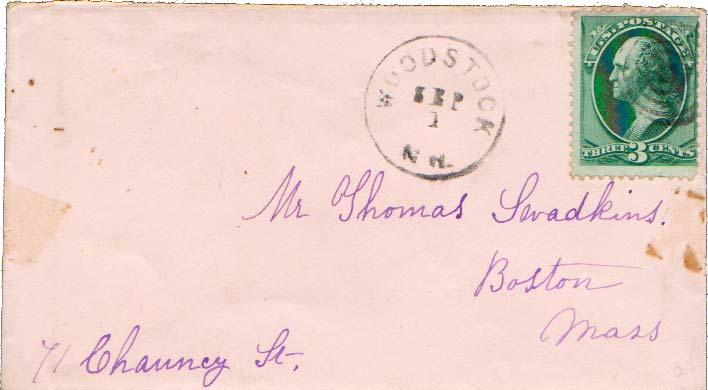 U.S. POSTAGE
THREE 3 CENTS
WOODSTOCK
SEP
1
N.H.
Mr Thomas Swadkins.
Boston
Mass
71 Chauncy St.